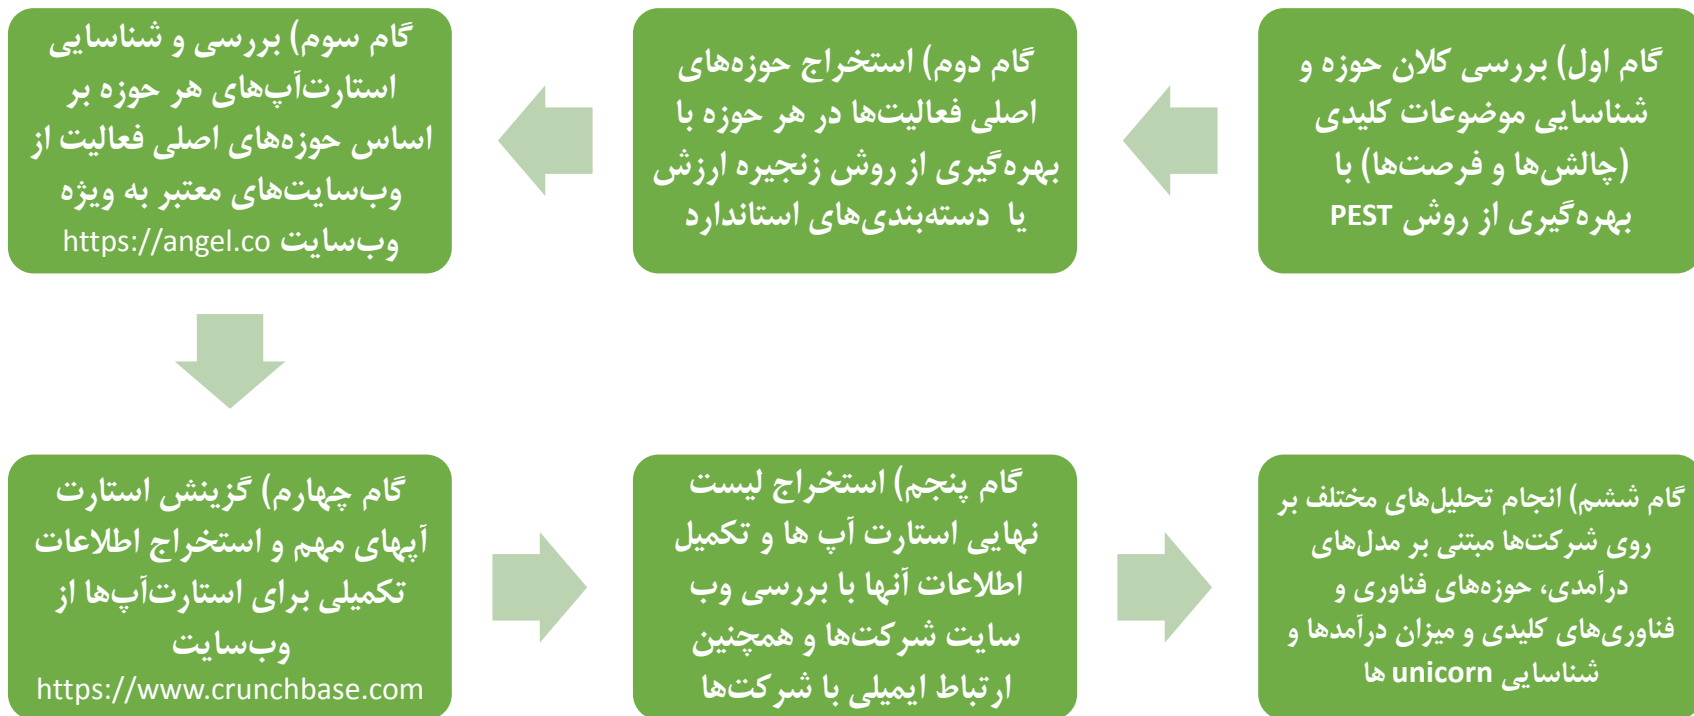 گام اول) بررسی کلان حوزه و
شناسایی موضوعات کلیدی
(چالش‌ها و فرصت‌ها) با
بهره‌گیری از روش PEST
گام دوم) استخراج حوزه‌های
اصلی فعالیت‌ها در هر حوزه با
بهره‌گیری از روش زنجیره ارزش
یا دسته‌بندی‌های استاندارد
گام سوم) بررسی و شناسایی
استارت‌آپ‌های هر حوزه بر
اساس حوزه‌های اصلی فعالیت از
وب‌سایت‌های معتبر به ویژه
وب‌سایت https://angel.co
گام چهارم) گزینش استارت
آپهای مهم و استخراج اطلاعات
تکمیلی برای استارت‌آپ‌ها از
وب‌سایت
https://www.crunchbase.com
گام پنجم) استخراج لیست
نهایی استارت آپ ها و تکمیل
اطلاعات آنها با بررسی وب
سایت شرکت‌ها و همچنین
ارتباط ایمیلی با شرکت‌ها
گام ششم) انجام تحلیل‌های مختلف بر
روی شرکت‌ها مبتنی بر مدل‌های
درآمدی، حوزه‌های فناوری و
فناوری‌های کلیدی و میزان درآمدها و
شناسایی unicorn ها